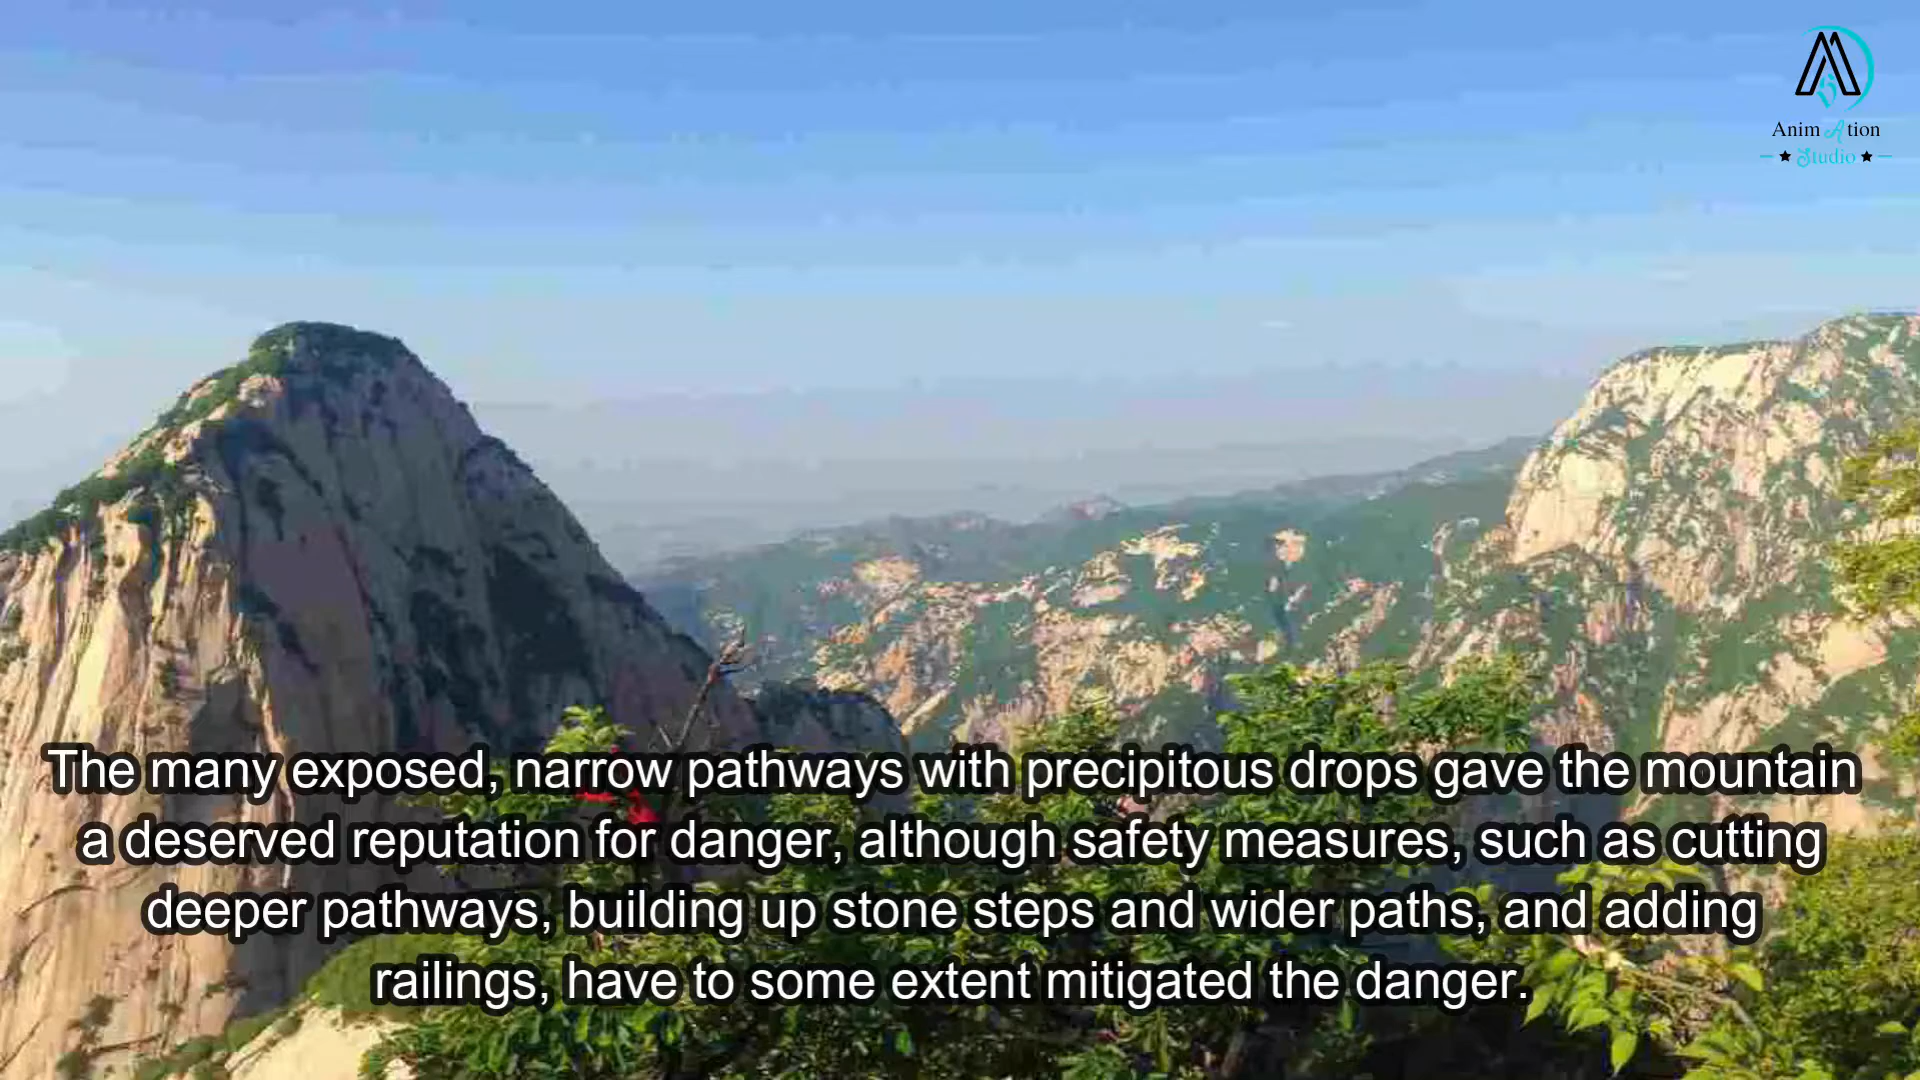 Anim Ation
Studio
The many exposed, narrow pathways with precipitous drops gave the mountain
a deserved reputation for danger, although safety measures, such as cutting
deeper pathways, building up stone steps and wider paths, and adding
railings, have to some extent mitigated the danger.